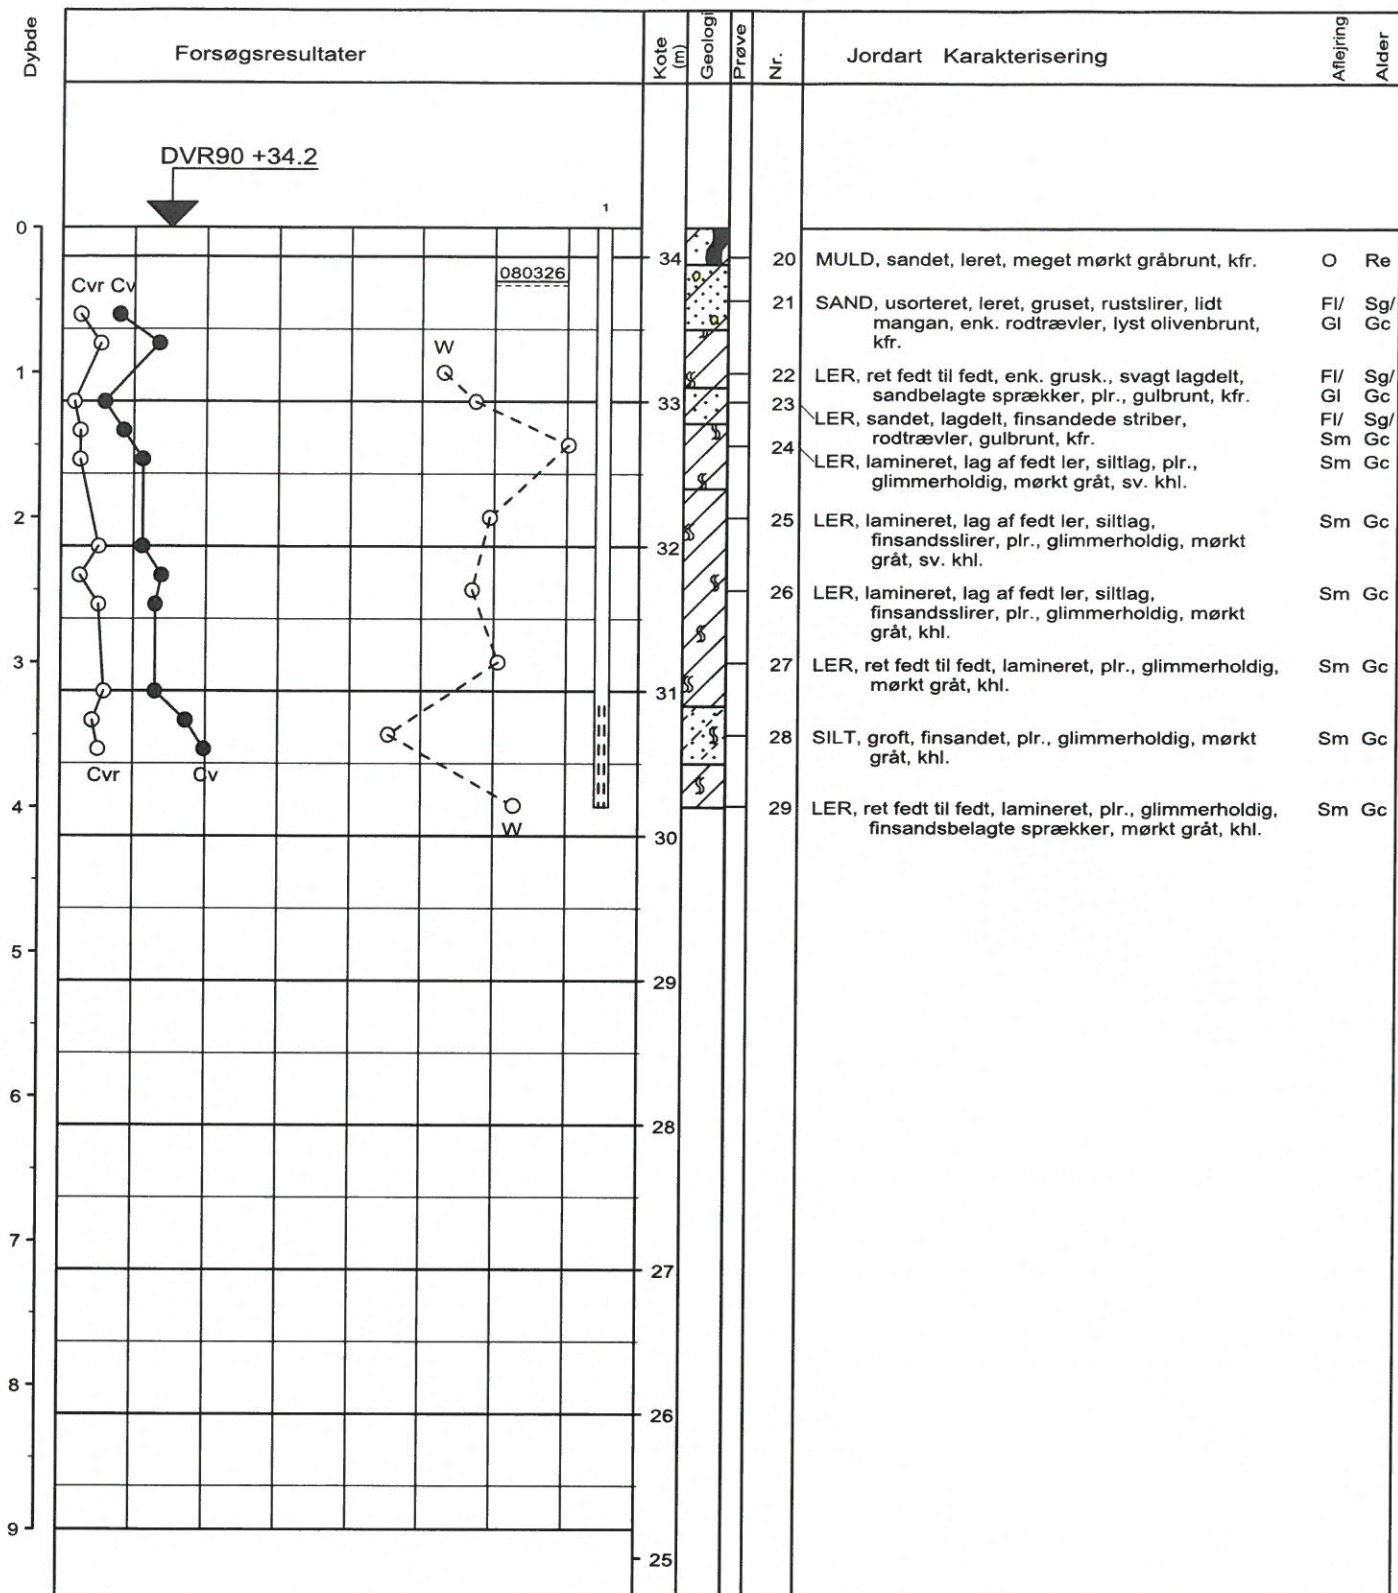 Dybde
Forsøgsresultater
Kote
(m)
Geologi
Prøve
Nr.
Jordart Karakterisering
Aflejring
Alder
DVR90 +34.2
1
0
1
2
3
4
5
6
7
8
9
080326
Cvr Cv
W
Cvr
Cv
W
34
33
32
31
30
29
28
27
26
25
20 MULD, sandet, leret, meget mørkt gråbrunt, kfr. O Re
21 SAND, usorteret, leret, gruset, rustslirer, lidt Fl/ Sg/
mangan, enk. rodtrævler, lyst olivenbrunt, Gl Gc
kfr.
22 LER, ret fedt til fedt, enk. grusk., svagt lagdelt, Fl/ Sg/
sandbelagte sprækker, plr., gulbrunt, kfr. Gl Gc
23 LER, sandet, lagdelt, finsandede striber, Fl/ Sg/
rodtrævler, gulbrunt, kfr. Sm Gc
24 LER, lamineret, lag af fedt ler, siltlag, plr., Sm Gc
glimmerholdig, mørkt gråt, sv. khl.
25 LER, lamineret, lag af fedt ler, siltlag, Sm Gc
finsandsslirer, plr., glimmerholdig, mørkt
gråt, sv. khl.
26 LER, lamineret, lag af fedt ler, siltlag, Sm Gc
finsandsslirer, plr., glimmerholdig, mørkt
gråt, khl.
27 LER, ret fedt til fedt, lamineret, plr., glimmerholdig, Sm Gc
mørkt gråt, khl.
28 SILT, groft, finsandet, plr., glimmerholdig, mørkt Sm Gc
gråt, khl.
29 LER, ret fedt til fedt, lamineret, plr., glimmerholdig, Sm Gc
finsandsbelagte sprækker, mørkt gråt, khl.